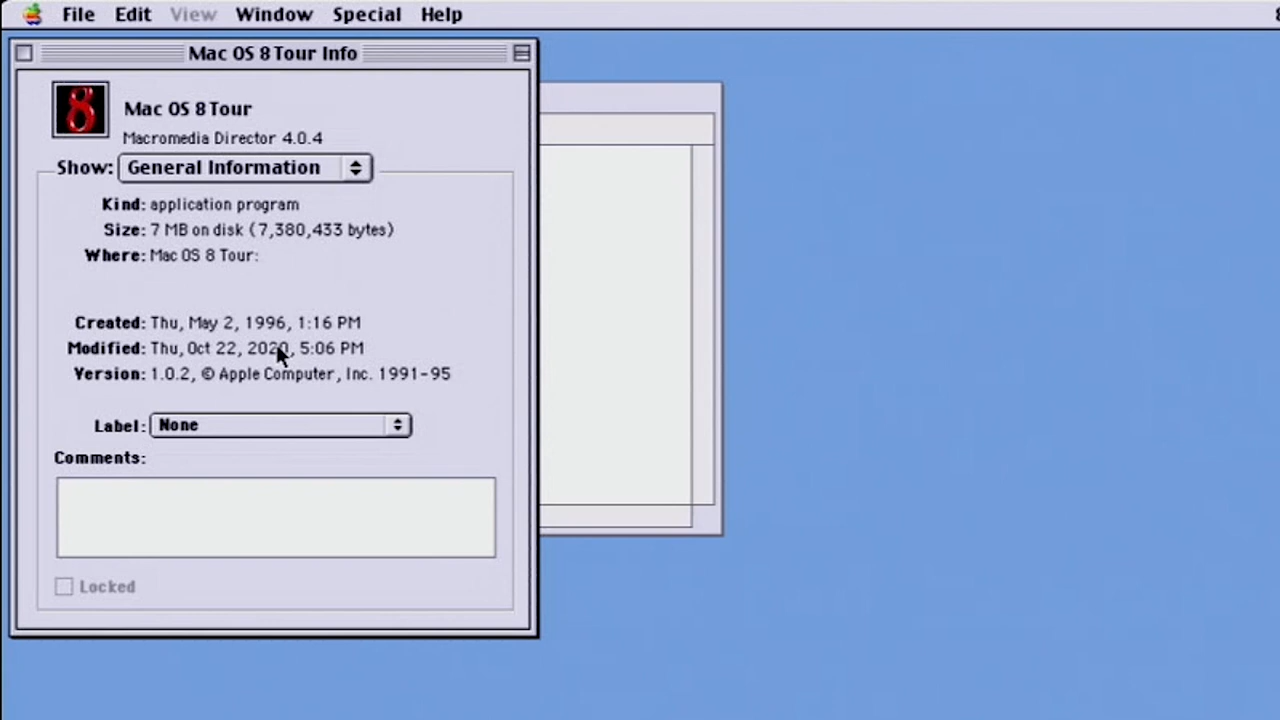 File Edit View Window Special Help
Mac OS 8 Tour Info
8
Mac OS 8 Tour
Macromedia Director 4.0.4
Show: General Information
Kind: application program
Size: 7 MB on disk (7,380,433 bytes)
Where: Mac OS 8 Tour:
Created: Thu, May 2, 1996, 1:16 PM
Modified: Thu, Oct 22, 2020, 5:06 PM
Version: 1.0.2, © Apple Computer, Inc. 1991-95
Label: None
Comments:
Locked